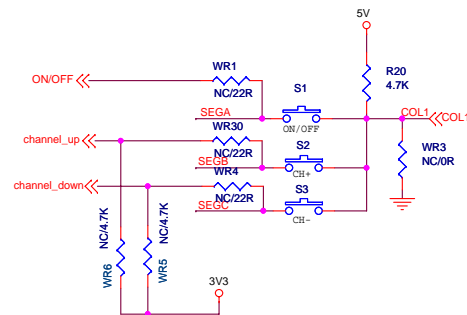 5V
WR1
ON/OFF
NC/22R
S1
R20
4.7K
SEGA
ON/OFF
COL1
COL1
channel_up
WR30
NC/22R
S2
WR3
NC/0R
SEGB
CH+
channel_down
WR4
NC/22R
S3
SEGC
CH-
NC/4.7K
NC/4.7K
WR6
WR5
3V3